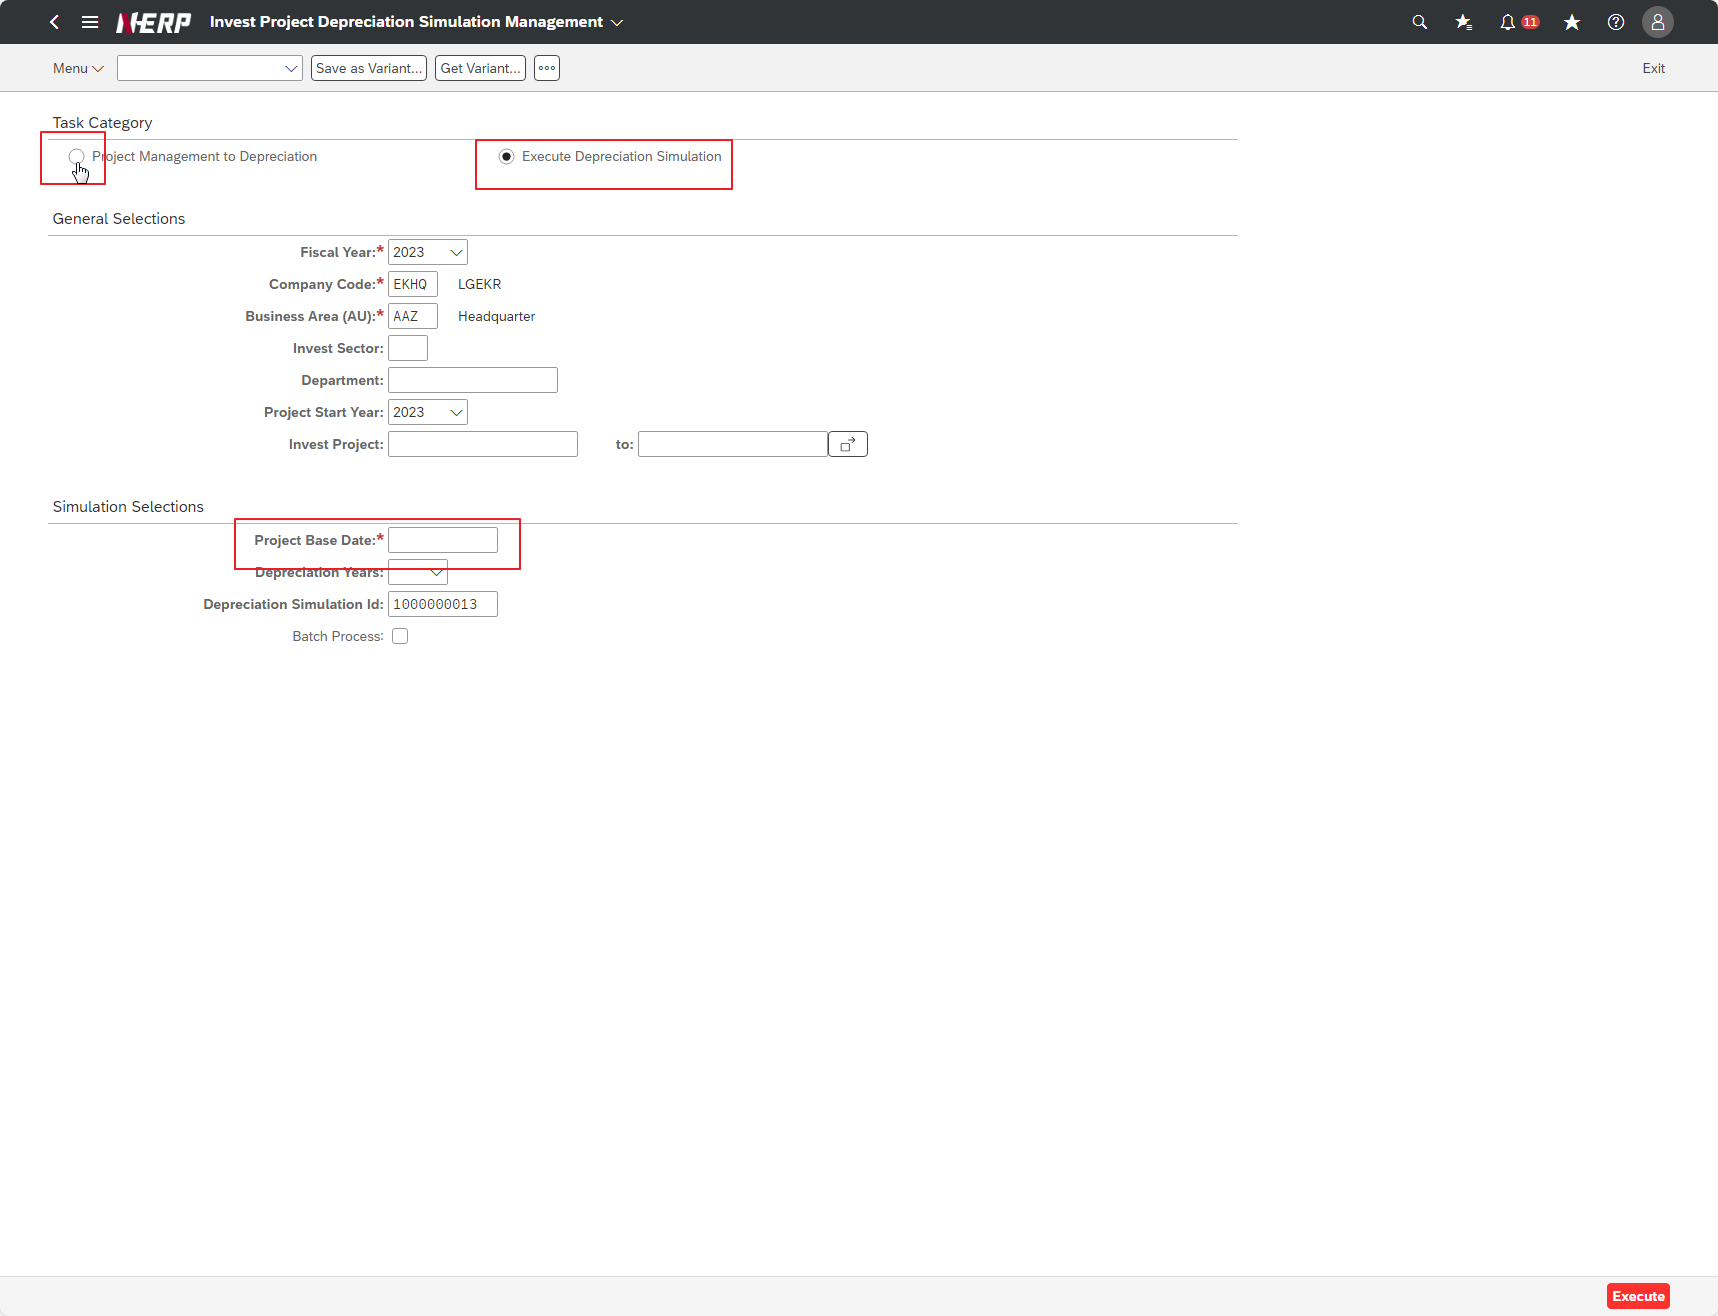 NERP Invest Project Depreciation Simulation Management 11
Menu Save as Variant... Get Variant... Exit
Task Category
Project Management to Depreciation Execute Depreciation Simulation
General Selections
Fiscal Year:* 2023
Company Code:* EKHQ LGEKR
Business Area (AU):* AAZ Headquarter
Invest Sector:
Department:
Project Start Year: 2023
Invest Project: to:
Simulation Selections
Project Base Date:*
Depreciation Years:
Depreciation Simulation Id: 1000000013
Batch Process:
Execute